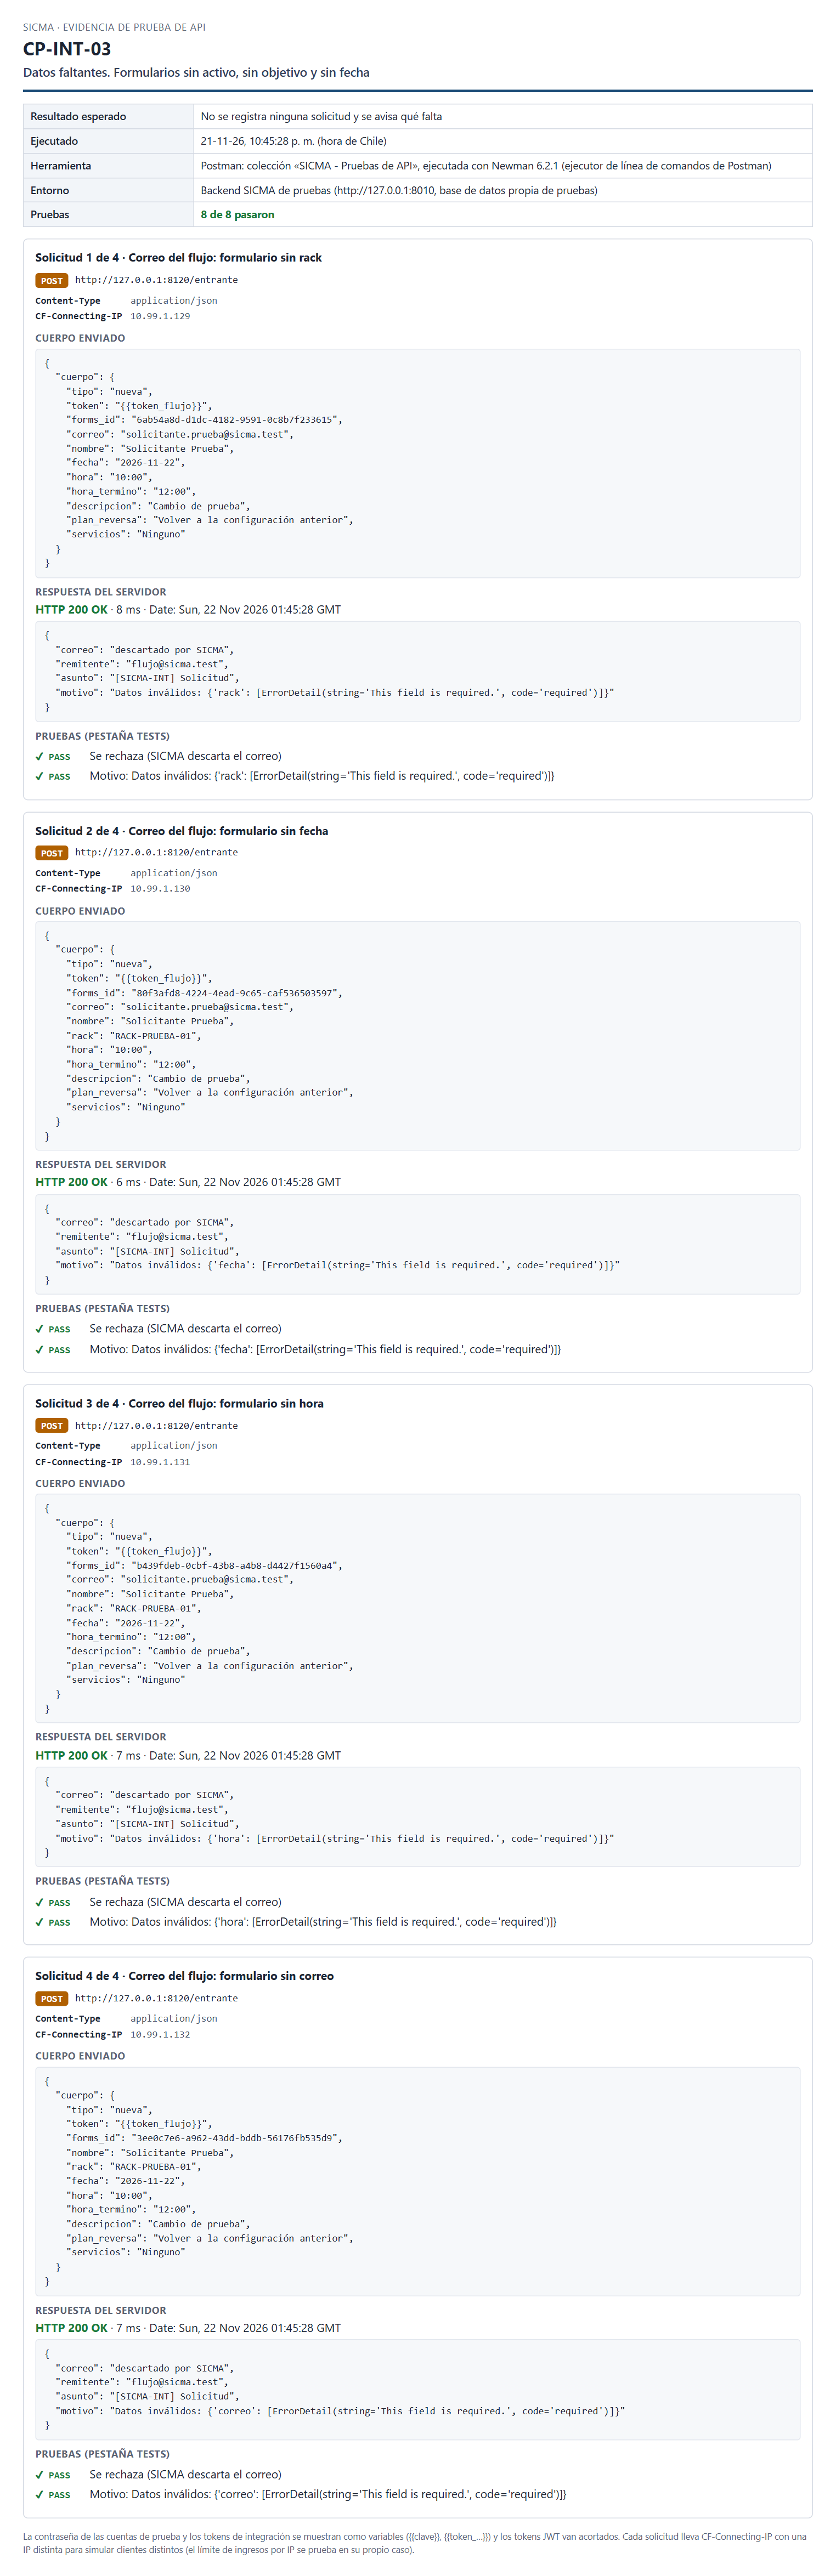 SICMA · EVIDENCIA DE PRUEBA DE API
CP-INT-03
Datos faltantes. Formularios sin activo, sin objetivo y sin fecha
Resultado esperado No se registra ninguna solicitud y se avisa qué falta
Ejecutado 21-11-26, 10:45:28 p. m. (hora de Chile)
Herramienta Postman: colección «SICMA - Pruebas de API», ejecutada con Newman 6.2.1 (ejecutor de línea de comandos de Postman)
Entorno Backend SICMA de pruebas (http://127.0.0.1:8010, base de datos propia de pruebas)
Pruebas 8 de 8 pasaron
Solicitud 1 de 4 · Correo del flujo: formulario sin rack
POST http://127.0.0.1:8120/entrante
Content-Type application/json
CF-Connecting-IP 10.99.1.129
CUERPO ENVIADO
{
"cuerpo": {
"tipo": "nueva",
"token": "{{token_flujo}}",
"forms_id": "6ab54a8d-d1dc-4182-9591-0c8b7f233615",
"correo": "solicitante.prueba@sicma.test",
"nombre": "Solicitante Prueba",
"fecha": "2026-11-22",
"hora": "10:00",
"hora_termino": "12:00",
"descripcion": "Cambio de prueba",
"plan_reversa": "Volver a la configuración anterior",
"servicios": "Ninguno"
}
}
RESPUESTA DEL SERVIDOR
HTTP 200 OK · 8 ms · Date: Sun, 22 Nov 2026 01:45:28 GMT
{
"correo": "descartado por SICMA",
"remitente": "flujo@sicma.test",
"asunto": "[SICMA-INT] Solicitud",
"motivo": "Datos inválidos: {'rack': [ErrorDetail(string='This field is required.', code='required')]}"
}
PRUEBAS (PESTAÑA TESTS)
✓ PASS Se rechaza (SICMA descarta el correo)
✓ PASS Motivo: Datos inválidos: {'rack': [ErrorDetail(string='This field is required.', code='required')]}
Solicitud 2 de 4 · Correo del flujo: formulario sin fecha
POST http://127.0.0.1:8120/entrante
Content-Type application/json
CF-Connecting-IP 10.99.1.130
CUERPO ENVIADO
{
"cuerpo": {
"tipo": "nueva",
"token": "{{token_flujo}}",
"forms_id": "80f3afd8-4224-4ead-9c65-caf536503597",
"correo": "solicitante.prueba@sicma.test",
"nombre": "Solicitante Prueba",
"rack": "RACK-PRUEBA-01",
"hora": "10:00",
"hora_termino": "12:00",
"descripcion": "Cambio de prueba",
"plan_reversa": "Volver a la configuración anterior",
"servicios": "Ninguno"
}
}
RESPUESTA DEL SERVIDOR
HTTP 200 OK · 6 ms · Date: Sun, 22 Nov 2026 01:45:28 GMT
{
"correo": "descartado por SICMA",
"remitente": "flujo@sicma.test",
"asunto": "[SICMA-INT] Solicitud",
"motivo": "Datos inválidos: {'fecha': [ErrorDetail(string='This field is required.', code='required')]}"
}
PRUEBAS (PESTAÑA TESTS)
✓ PASS Se rechaza (SICMA descarta el correo)
✓ PASS Motivo: Datos inválidos: {'fecha': [ErrorDetail(string='This field is required.', code='required')]}
Solicitud 3 de 4 · Correo del flujo: formulario sin hora
POST http://127.0.0.1:8120/entrante
Content-Type application/json
CF-Connecting-IP 10.99.1.131
CUERPO ENVIADO
{
"cuerpo": {
"tipo": "nueva",
"token": "{{token_flujo}}",
"forms_id": "b439fdeb-0cbf-43b8-a4b8-d4427f1560a4",
"correo": "solicitante.prueba@sicma.test",
"nombre": "Solicitante Prueba",
"rack": "RACK-PRUEBA-01",
"fecha": "2026-11-22",
"hora_termino": "12:00",
"descripcion": "Cambio de prueba",
"plan_reversa": "Volver a la configuración anterior",
"servicios": "Ninguno"
}
}
RESPUESTA DEL SERVIDOR
HTTP 200 OK · 7 ms · Date: Sun, 22 Nov 2026 01:45:28 GMT
{
"correo": "descartado por SICMA",
"remitente": "flujo@sicma.test",
"asunto": "[SICMA-INT] Solicitud",
"motivo": "Datos inválidos: {'hora': [ErrorDetail(string='This field is required.', code='required')]}"
}
PRUEBAS (PESTAÑA TESTS)
✓ PASS Se rechaza (SICMA descarta el correo)
✓ PASS Motivo: Datos inválidos: {'hora': [ErrorDetail(string='This field is required.', code='required')]}
Solicitud 4 de 4 · Correo del flujo: formulario sin correo
POST http://127.0.0.1:8120/entrante
Content-Type application/json
CF-Connecting-IP 10.99.1.132
CUERPO ENVIADO
{
"cuerpo": {
"tipo": "nueva",
"token": "{{token_flujo}}",
"forms_id": "3ee0c7e6-a962-43dd-bddb-56176fb535d9",
"nombre": "Solicitante Prueba",
"rack": "RACK-PRUEBA-01",
"fecha": "2026-11-22",
"hora": "10:00",
"hora_termino": "12:00",
"descripcion": "Cambio de prueba",
"plan_reversa": "Volver a la configuración anterior",
"servicios": "Ninguno"
}
}
RESPUESTA DEL SERVIDOR
HTTP 200 OK · 7 ms · Date: Sun, 22 Nov 2026 01:45:28 GMT
{
"correo": "descartado por SICMA",
"remitente": "flujo@sicma.test",
"asunto": "[SICMA-INT] Solicitud",
"motivo": "Datos inválidos: {'correo': [ErrorDetail(string='This field is required.', code='required')]}"
}
PRUEBAS (PESTAÑA TESTS)
✓ PASS Se rechaza (SICMA descarta el correo)
✓ PASS Motivo: Datos inválidos: {'correo': [ErrorDetail(string='This field is required.', code='required')]}
La contraseña de las cuentas de prueba y los tokens de integración se muestran como variables ({{clave}}, {{token_...}}) y los tokens JWT van acortados. Cada solicitud lleva CF-Connecting-IP con una
IP distinta para simular clientes distintos (el límite de ingresos por IP se prueba en su propio caso).